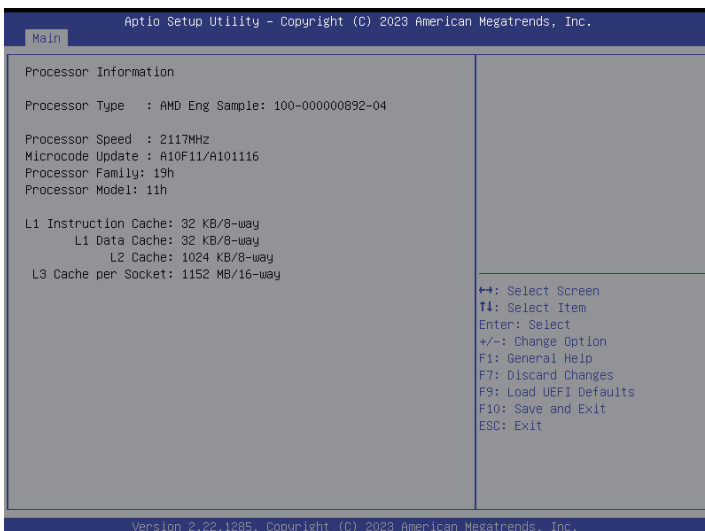 Aptio Setup Utility – Copyright (C) 2023 American Megatrends, Inc.
Main
Processor Information
Processor Type : AMD Eng Sample: 100-000000892-04
Processor Speed : 2117MHz
Microcode Update : A10F11/A101116
Processor Family: 19h
Processor Model: 11h
L1 Instruction Cache: 32 KB/8-way
L1 Data Cache: 32 KB/8-way
L2 Cache: 1024 KB/8-way
L3 Cache per Socket: 1152 MB/16-way
↔: Select Screen
↑↓: Select Item
Enter: Select
+/-: Change Option
F1: General Help
F7: Discard Changes
F9: Load UEFI Defaults
F10: Save and Exit
ESC: Exit
Version 2.22.1285. Copyright (C) 2023 American Megatrends, Inc.